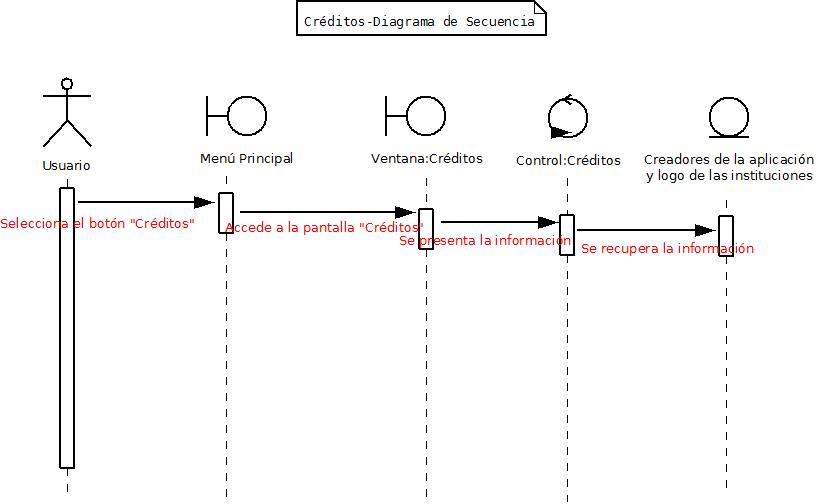 Créditos-Diagrama de Secuencia
Usuario
Menú Principal
Ventana:Créditos
Control:Créditos
Creadores de la aplicación
y logo de las instituciones
Selecciona el botón "Créditos"
Accede a la pantalla "Créditos"
Se presenta la información
Se recupera la información